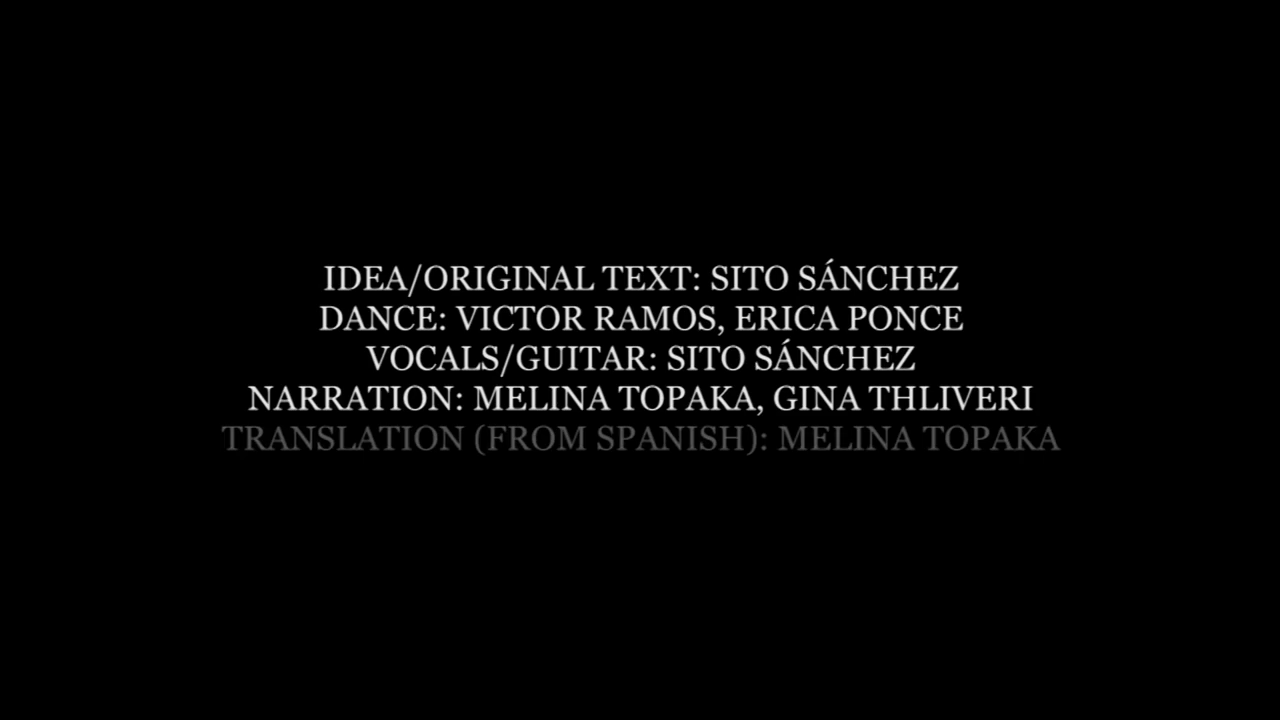 IDEA/ORIGINAL TEXT: SITO SÁNCHEZ
DANCE: VICTOR RAMOS, ERICA PONCE
VOCALS/GUITAR: SITO SÁNCHEZ
NARRATION: MELINA TOPAKA, GINA THLIVERI
TRANSLATION (FROM SPANISH): MELINA TOPAKA